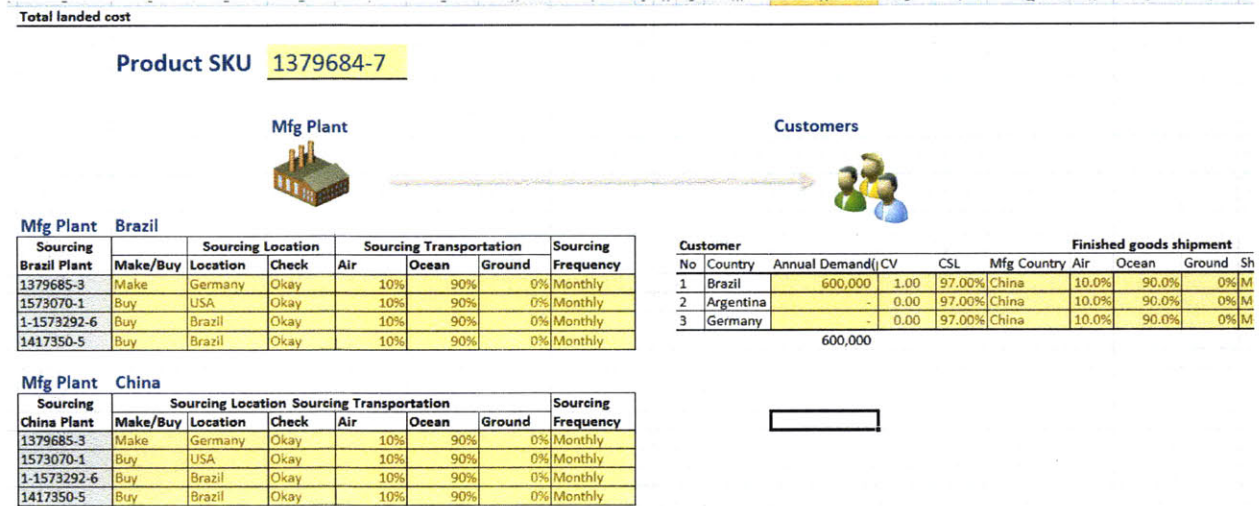 Total landed cost
Product SKU 1379684-7
Mfg Plant
Customers
Mfg Plant Brazil
Sourcing Sourcing Location Sourcing Transportation Sourcing
Brazil Plant Make/Buy Location Check Air Ocean Ground Frequency
1379685-3 Make Germany Okay 10% 90% 0% Monthly
1573070-1 Buy USA Okay 10% 90% 0% Monthly
1-1573292-6 Buy Brazil Okay 10% 90% 0% Monthly
1417350-5 Buy Brazil Okay 10% 90% 0% Monthly
Customer Finished goods shipment
No Country Annual Demand( CV CSL Mfg Country Air Ocean Ground Sh
1 Brazil 600,000 1.00 97.00% China 10.0% 90.0% 0% M
2 Argentina - 0.00 97.00% China 10.0% 90.0% 0% M
3 Germany - 0.00 97.00% China 10.0% 90.0% 0% M
600,000
Mfg Plant China
Sourcing Sourcing Location Sourcing Transportation Sourcing
China Plant Make/Buy Location Check Air Ocean Ground Frequency
1379685-3 Make Germany Okay 10% 90% 0% Monthly
1573070-1 Buy USA Okay 10% 90% 0% Monthly
1-1573292-6 Buy Brazil Okay 10% 90% 0% Monthly
1417350-5 Buy Brazil Okay 10% 90% 0% Monthly